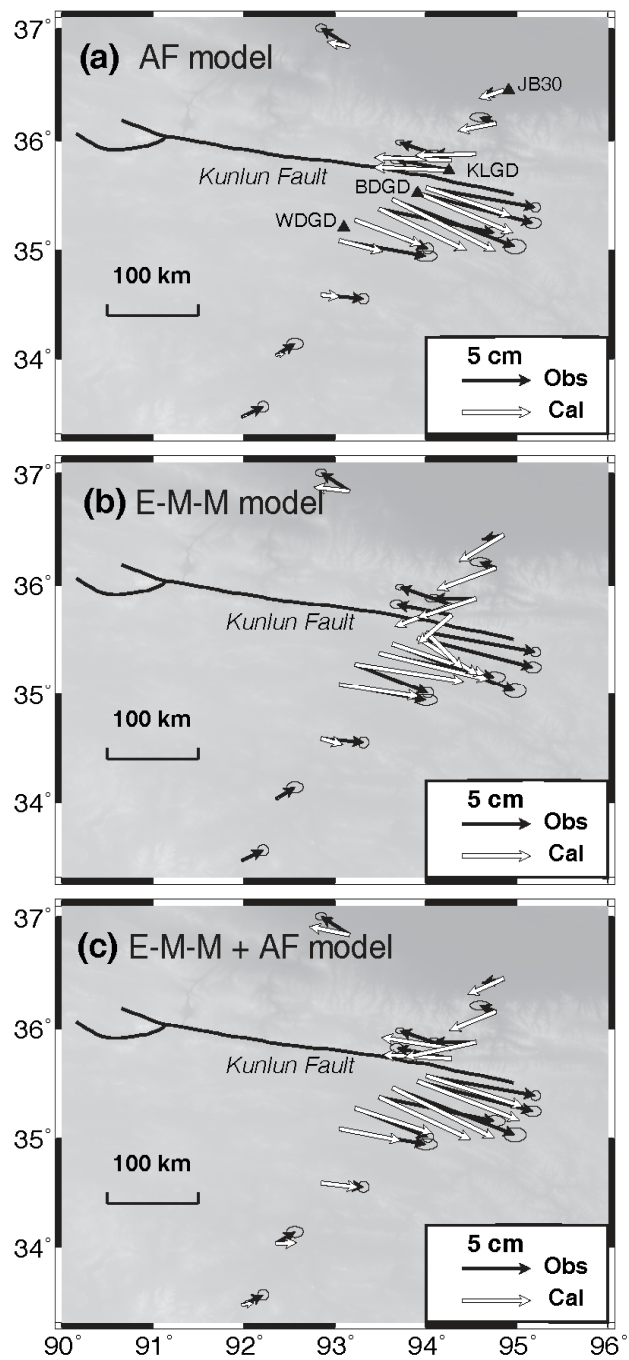 37°
(a) AF model
JB30
36°
KLGD
Kunlun Fault
BDGD
WDGD
35°
100 km
34°
5 cm
Obs
Cal
37°
(b) E-M-M model
36°
Kunlun Fault
35°
100 km
34°
5 cm
Obs
Cal
37°
(c) E-M-M + AF model
36°
Kunlun Fault
35°
100 km
34°
5 cm
Obs
Cal
90° 91° 92° 93° 94° 95° 96°